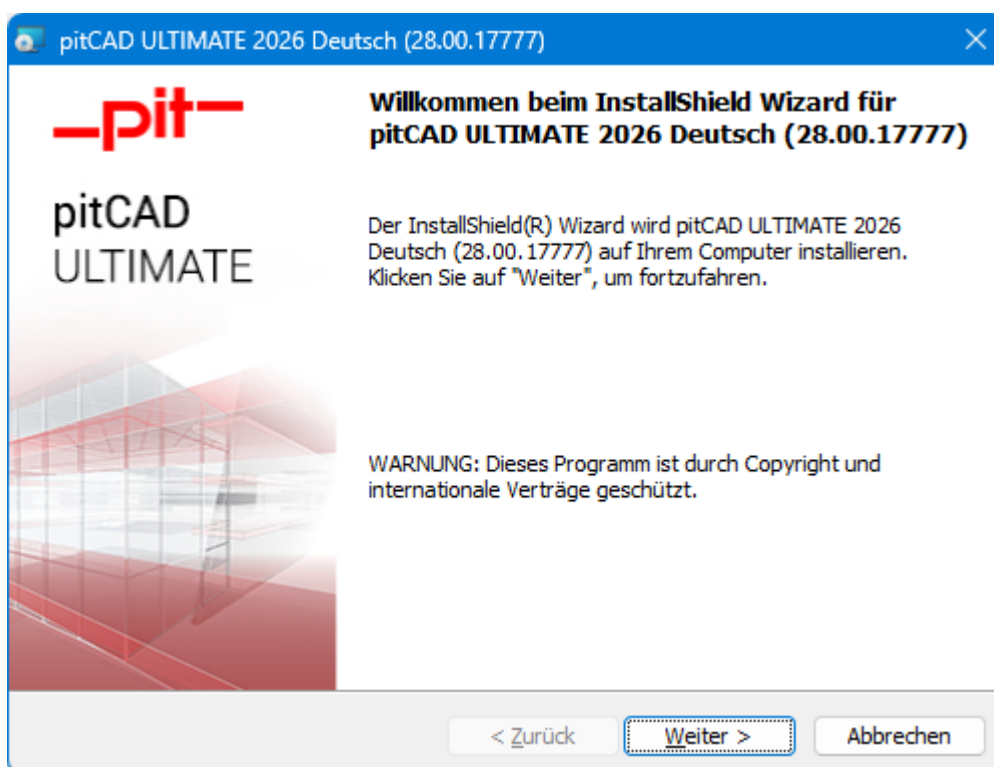 pitCAD ULTIMATE 2026 Deutsch (28.00.17777)
pit
pitCAD
ULTIMATE
Willkommen beim InstallShield Wizard für
pitCAD ULTIMATE 2026 Deutsch (28.00.17777)
Der InstallShield(R) Wizard wird pitCAD ULTIMATE 2026
Deutsch (28.00.17777) auf Ihrem Computer installieren.
Klicken Sie auf "Weiter", um fortzufahren.
WARNUNG: Dieses Programm ist durch Copyright und
internationale Verträge geschützt.
< Zurück
Weiter >
Abbrechen